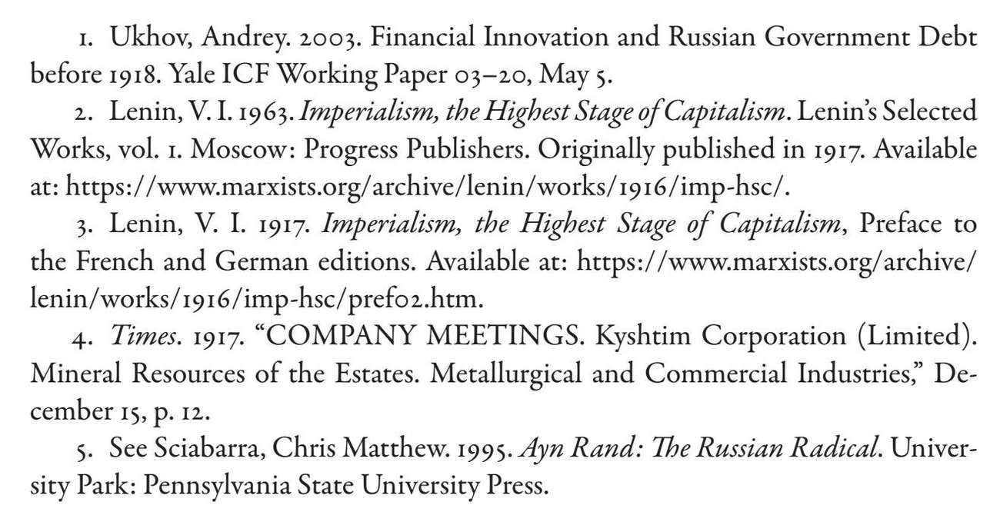 1. Ukhov, Andrey. 2003. Financial Innovation and Russian Government Debt
before 1918. Yale ICF Working Paper 03–20, May 5.
2. Lenin, V. I. 1963. Imperialism, the Highest Stage of Capitalism. Lenin’s Selected
Works, vol. 1. Moscow: Progress Publishers. Originally published in 1917. Available
at: https://www.marxists.org/archive/lenin/works/1916/imp-hsc/.
3. Lenin, V. I. 1917. Imperialism, the Highest Stage of Capitalism, Preface to
the French and German editions. Available at: https://www.marxists.org/archive/
lenin/works/1916/imp-hsc/pref02.htm.
4. Times. 1917. “COMPANY MEETINGS. Kyshtim Corporation (Limited).
Mineral Resources of the Estates. Metallurgical and Commercial Industries,” De-
cember 15, p. 12.
5. See Sciabarra, Chris Matthew. 1995. Ayn Rand: The Russian Radical. Univer-
sity Park: Pennsylvania State University Press.